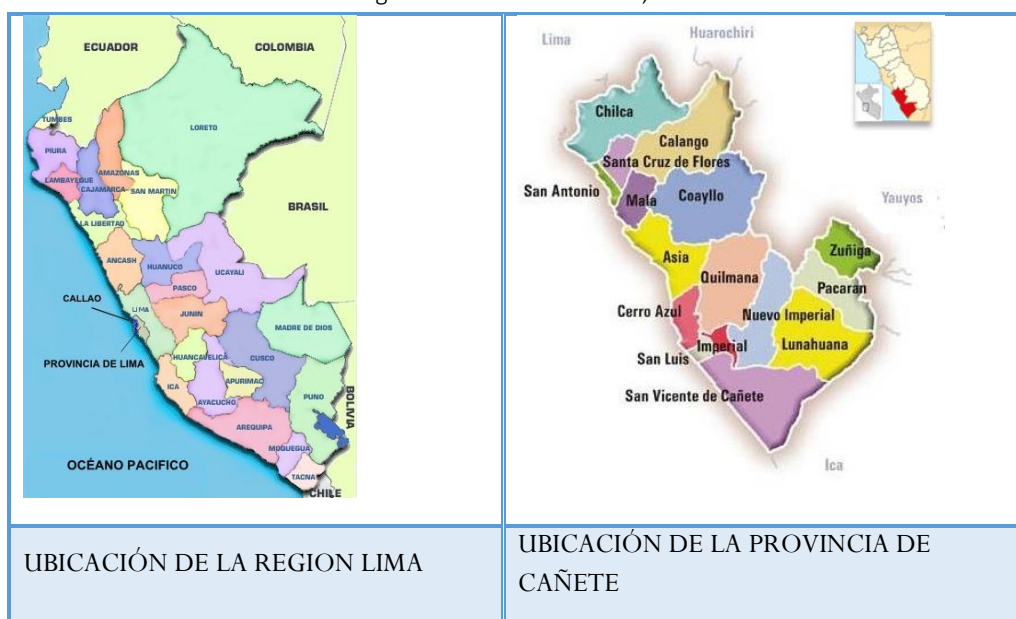 ECUADOR
COLOMBIA
TUMBES
LORETO
PIURA
AMAZONAS
LAMBAYEQUE
CAJAMARCA
SAN MARTIN
BRASIL
LA LIBERTAD
ANCASH
HUANUCO
UCAYALI
PASCO
CALLAO
LIMA
JUNIN
MADRE DE DIOS
PROVINCIA DE LIMA
HUANCAVELICA
CUSCO
ICA
APURIMAC
AYACUCHO
PUNO
BOLIVIA
AREQUIPA
MOQUEGUA
OCÉANO PACIFICO
TACNA
CHILE
Lima
Huarochiri
Chilca
Calango
Santa Cruz de Flores
San Antonio
Mala
Coayllo
Yauyos
Asia
Zuñiga
Quilmana
Pacaran
Cerro Azul
Nuevo Imperial
Imperial
Lunahuana
San Luis
San Vicente de Cañete
Ica
UBICACIÓN DE LA REGION LIMA
UBICACIÓN DE LA PROVINCIA DE
CAÑETE